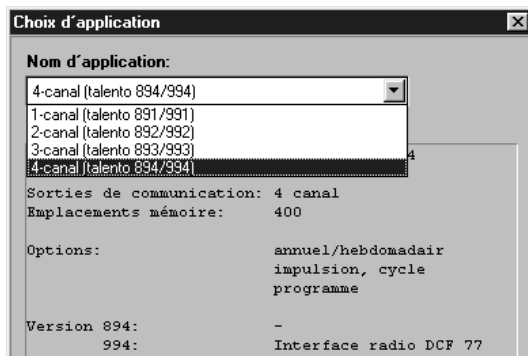 Choix d'application
Nom d'application:
4-canal (talento 894/994)
1-canal (talento 891/991)
2-canal (talento 892/992)
3-canal (talento 893/993)
4-canal (talento 894/994)
4
Sorties de communication: 4 canal
Emplacements mémoire: 400
Options: annuel/hebdomadair
impulsion, cycle
programme
Version 894: -
994: Interface radio DCF 77